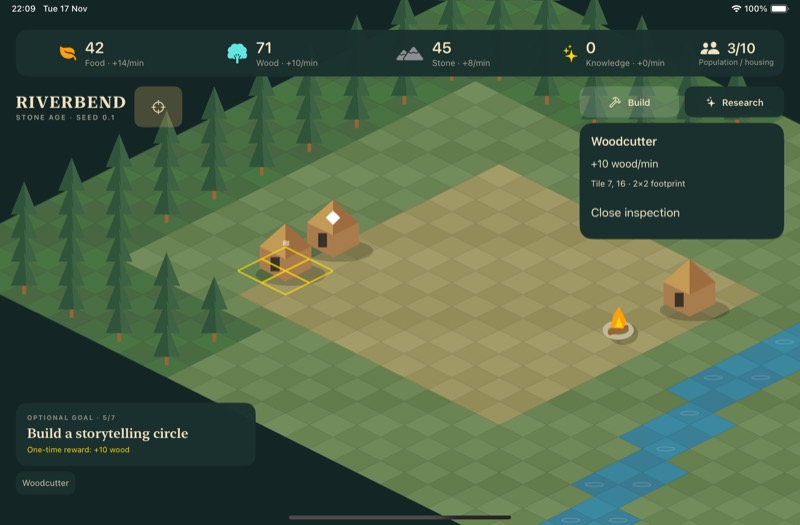 22:09 Tue 17 Nov
100%
42
Food · +14/min
71
Wood · +10/min
45
Stone · +8/min
0
Knowledge · +0/min
3/10
Population / housing
RIVERBEND
STONE AGE · SEED 0.1
Build
Research
Woodcutter
+10 wood/min
Tile 7, 16 · 2×2 footprint
Close inspection
OPTIONAL GOAL · 5/7
Build a storytelling circle
One-time reward: +10 wood
Woodcutter